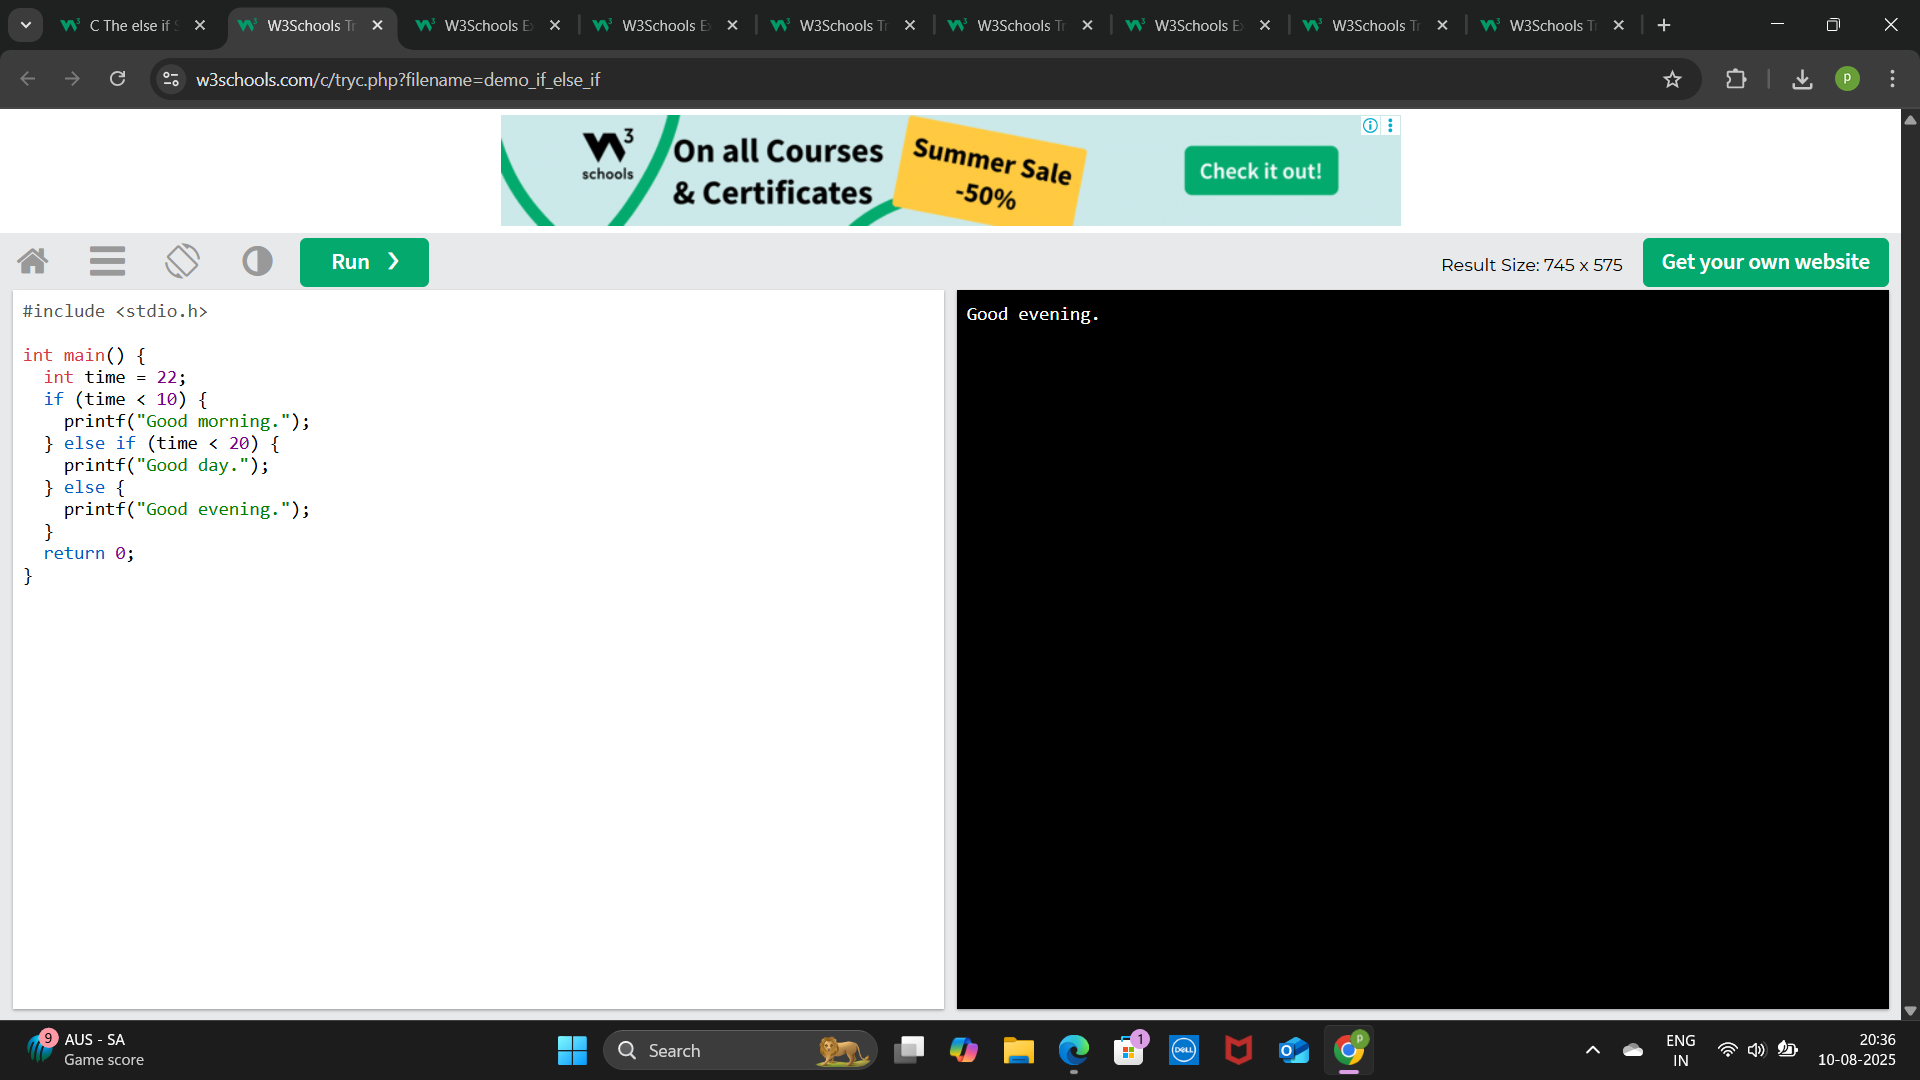 C The else if S
W3Schools Tr
W3Schools E
W3Schools E
W3Schools Tr
W3Schools Tr
W3Schools E
W3Schools Tr
W3Schools Tr
w3schools.com/c/tryc.php?filename=demo_if_else_if
P
W3
schools
On all Courses
& Certificates
Summer Sale
-50%
Check it out!
Run ❯
Result Size: 745 x 575
Get your own website
#include <stdio.h>
int main() {
  int time = 22;
  if (time < 10) {
    printf("Good morning.");
  } else if (time < 20) {
    printf("Good day.");
  } else {
    printf("Good evening.");
  }
  return 0;
}
Good evening.
9
AUS - SA
Game score
Search
1
DELL
P
ENG
IN
20:36
10-08-2025